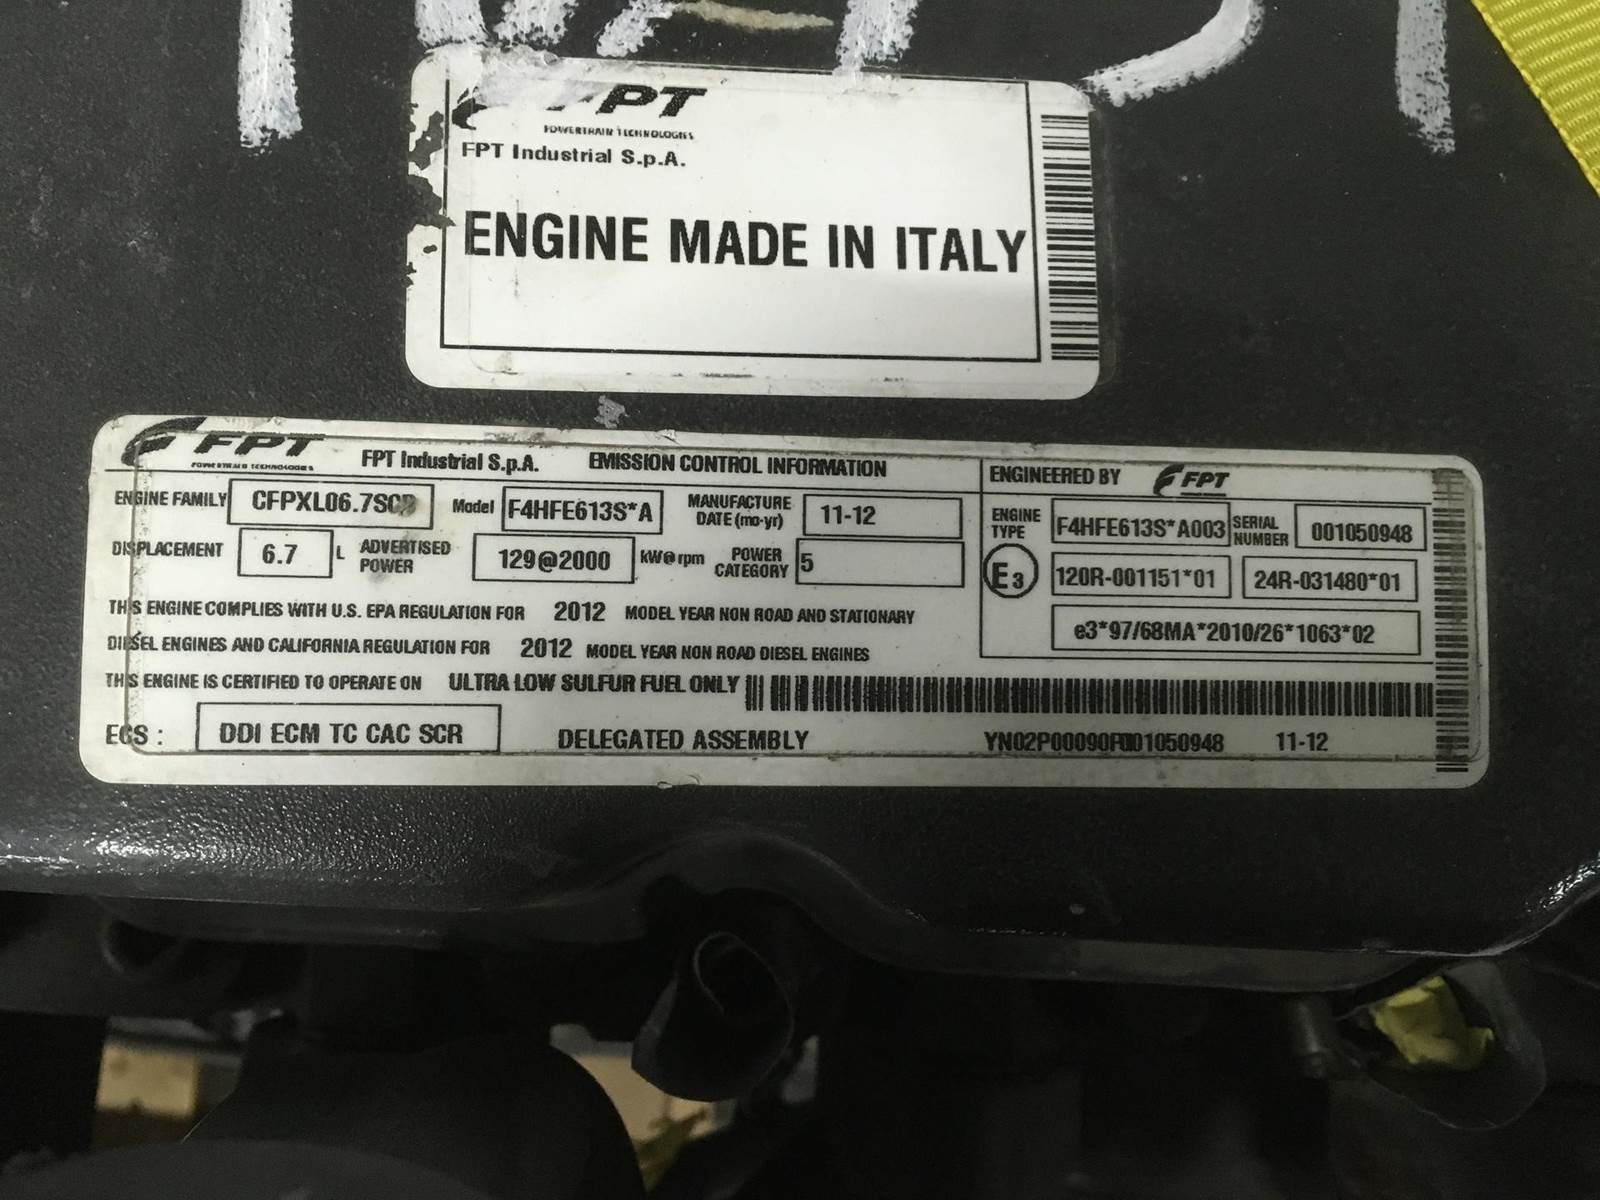 FPT
POWERTRAIN TECHNOLOGIES
FPT Industrial S.p.A.
ENGINE MADE IN ITALY
FPT
POWERTRAIN TECHNOLOGIES
FPT Industrial S.p.A. EMISSION CONTROL INFORMATION
ENGINE FAMILY CFPXL06.7SCR Model F4HFE613S*A MANUFACTURE DATE (mo-yr) 11-12
DISPLACEMENT 6.7 L ADVERTISED POWER 129@2000 kW@rpm POWER CATEGORY 5
THIS ENGINE COMPLIES WITH U.S. EPA REGULATION FOR 2012 MODEL YEAR NON ROAD AND STATIONARY
DIESEL ENGINES AND CALIFORNIA REGULATION FOR 2012 MODEL YEAR NON ROAD DIESEL ENGINES
THIS ENGINE IS CERTIFIED TO OPERATE ON ULTRA LOW SULFUR FUEL ONLY
ECS : DDI ECM TC CAC SCR DELEGATED ASSEMBLY
ENGINEERED BY FPT
ENGINE TYPE F4HFE613S*A003 SERIAL NUMBER 001050948
E3 120R-001151*01 24R-031480*01
e3*97/68MA*2010/26*1063*02
11-12